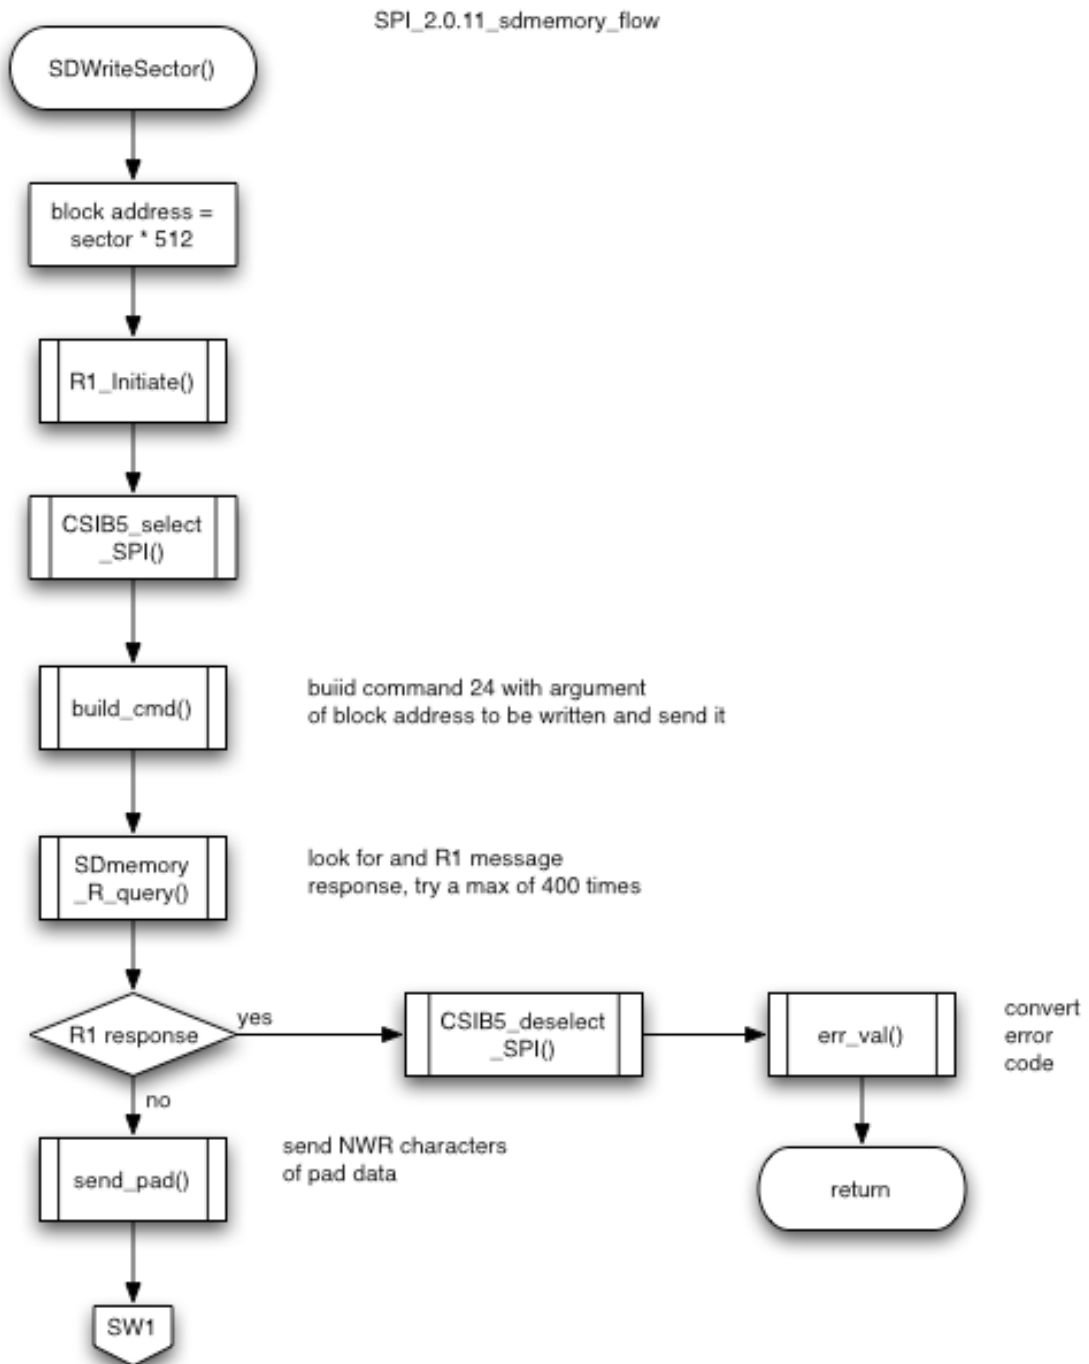 SPI_2.0.11_sdmemory_flow
SDWriteSector()
block address =
sector * 512
R1_Initiate()
CSIB5_select
_SPI()
build_cmd()
buiid command 24 with argument
of block address to be written and send it
SDmemory
_R_query()
look for and R1 message
response, try a max of 400 times
R1 response
yes
CSIB5_deselect
_SPI()
err_val()
convert
error
code
no
send_pad()
send NWR characters
of pad data
return
SW1